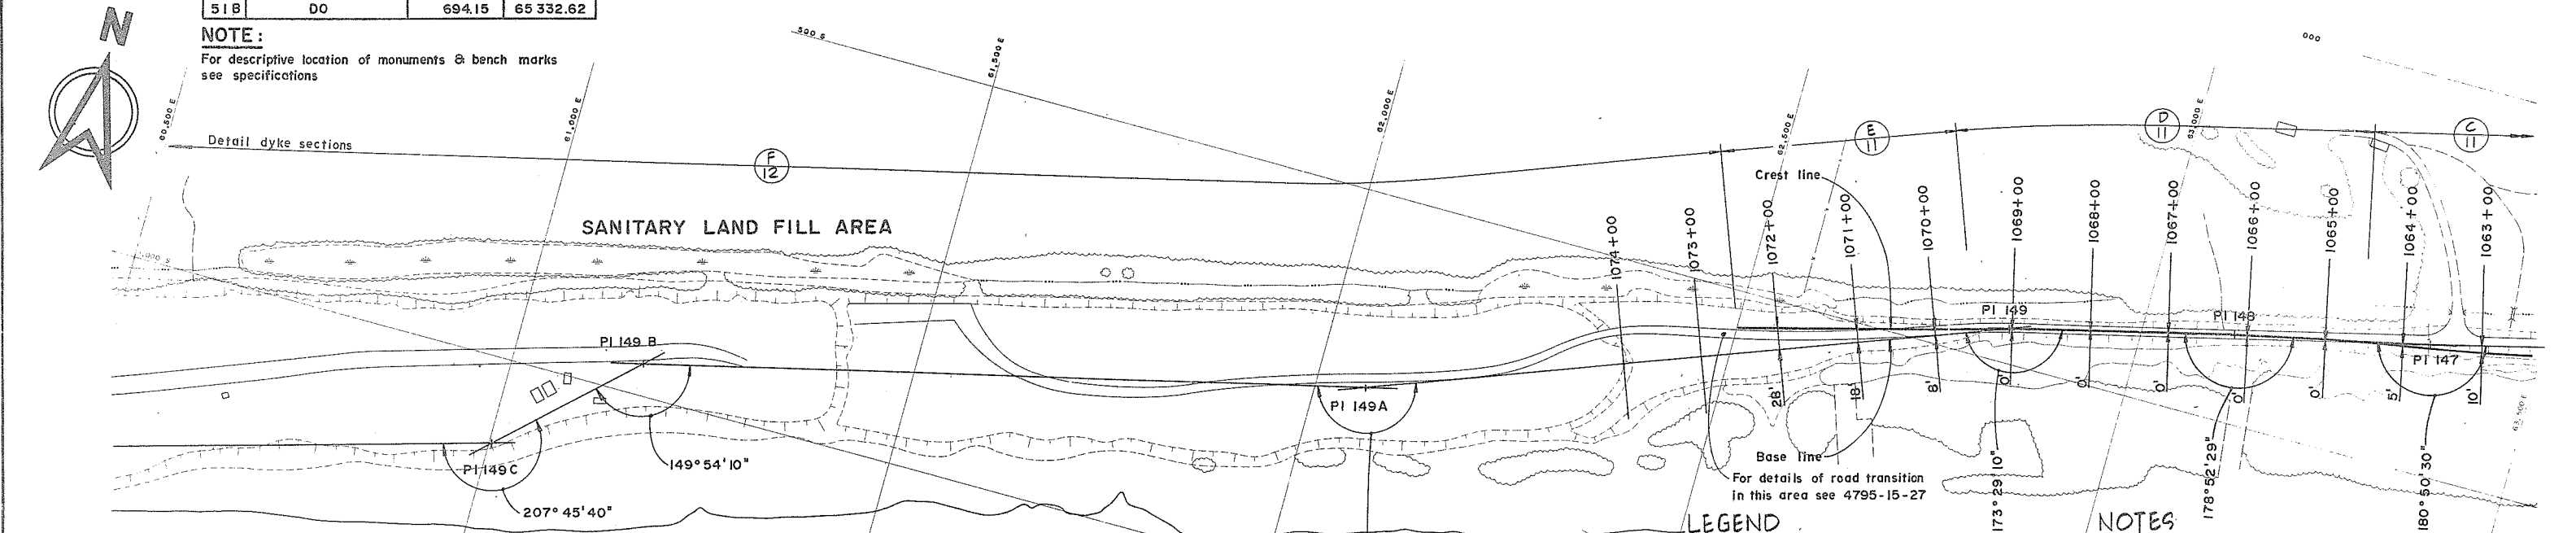 51B DO 694.15 65 332.62
N
NOTE:
For descriptive location of monuments & bench marks
see specifications
60,500 E
61,000 E
61,500 E
62,000 E
62,500 E
63,000 E
63,500 E
500 S
000
1,000 S
Detail dyke sections
F
12
E
11
D
11
C
11
SANITARY LAND FILL AREA
Crest line
1074+00
1073+00
1072+00
1071+00
1070+00
1069+00
1068+00
1067+00
1066+00
1065+00
1064+00
1063+00
PI 149
PI 148
PI 147
PI 149 B
PI 149A
PI 149C
28'
18'
8'
0'
0'
0'
0'
0'
5'
10'
149°54'10"
207°45'40"
Base line
For details of road transition
in this area see 4795-15-27
173°29'10"
178°52'29"
180°50'30"
LEGEND
NOTES